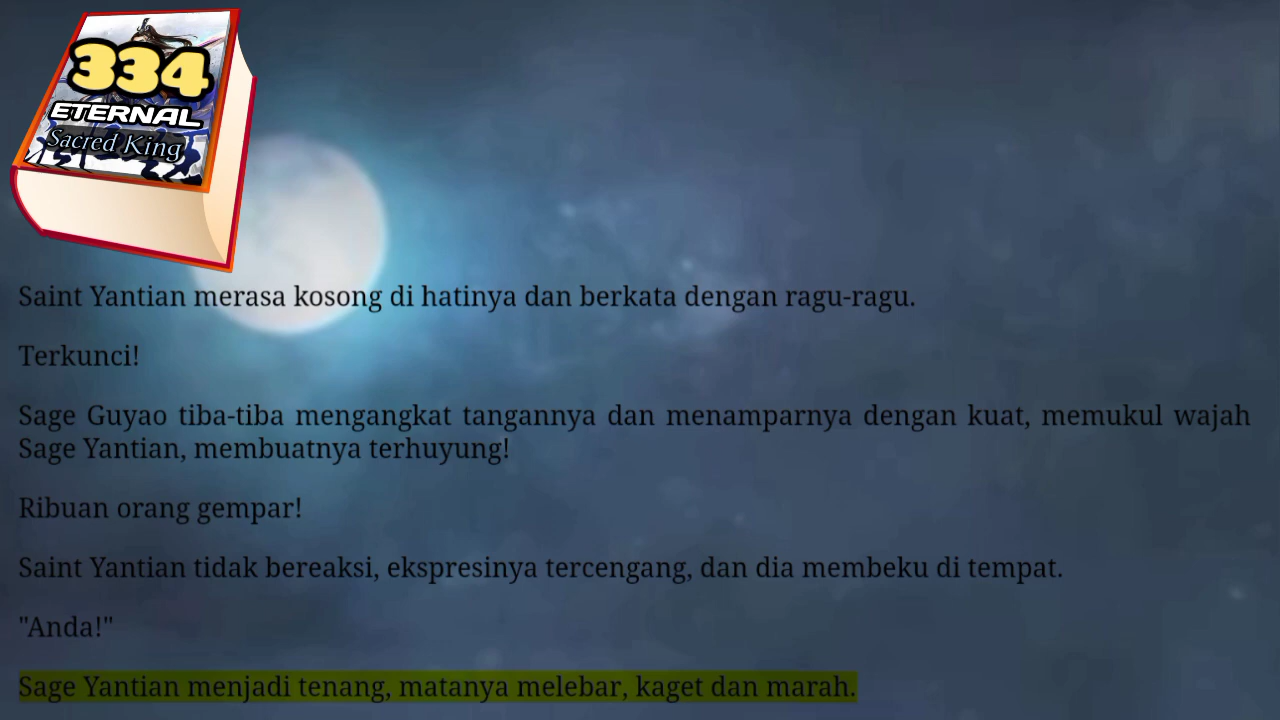 334
ETERNAL
Sacred King
Saint Yantian merasa kosong di hatinya dan berkata dengan ragu-ragu.
Terkunci!
Sage Guyao tiba-tiba mengangkat tangannya dan menamparnya dengan kuat, memukul wajah
Sage Yantian, membuatnya terhuyung!
Ribuan orang gempar!
Saint Yantian tidak bereaksi, ekspresinya tercengang, dan dia membeku di tempat.
"Anda!"
Sage Yantian menjadi tenang, matanya melebar, kaget dan marah.